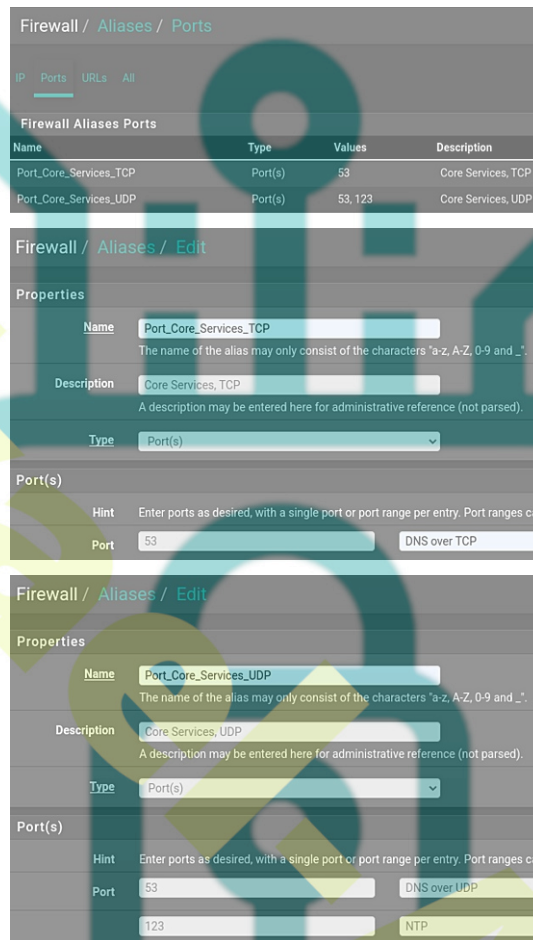 Firewall / Aliases / Ports
IP Ports URLs All
Firewall Aliases Ports
Name Type Values Description
Port_Core_Services_TCP Port(s) 53 Core Services, TCP
Port_Core_Services_UDP Port(s) 53, 123 Core Services, UDP
Firewall / Aliases / Edit
Properties
Name Port_Core_Services_TCP
The name of the alias may only consist of the characters "a-z, A-Z, 0-9 and _".
Description Core Services, TCP
A description may be entered here for administrative reference (not parsed).
Type Port(s)
Port(s)
Hint Enter ports as desired, with a single port or port range per entry. Port ranges
Port 53 DNS over TCP
Firewall / Aliases / Edit
Properties
Name Port_Core_Services_UDP
The name of the alias may only consist of the characters "a-z, A-Z, 0-9 and _".
Description Core Services, UDP
A description may be entered here for administrative reference (not parsed).
Type Port(s)
Port(s)
Hint Enter ports as desired, with a single port or port range per entry. Port ranges
Port 53 DNS over UDP
123 NTP